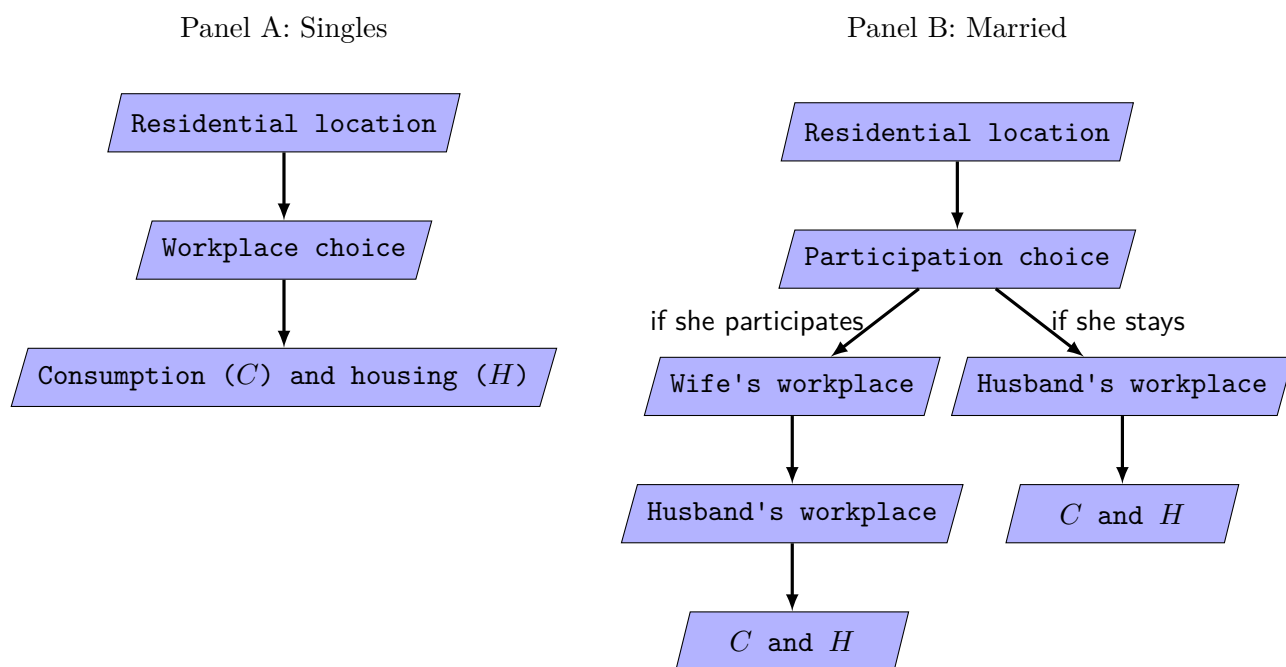 Panel A: Singles
Residential location
Workplace choice
Consumption (C) and housing (H)
Panel B: Married
Residential location
Participation choice
if she participates
if she stays
Wife's workplace
Husband's workplace
Husband's workplace
C and H
C and H